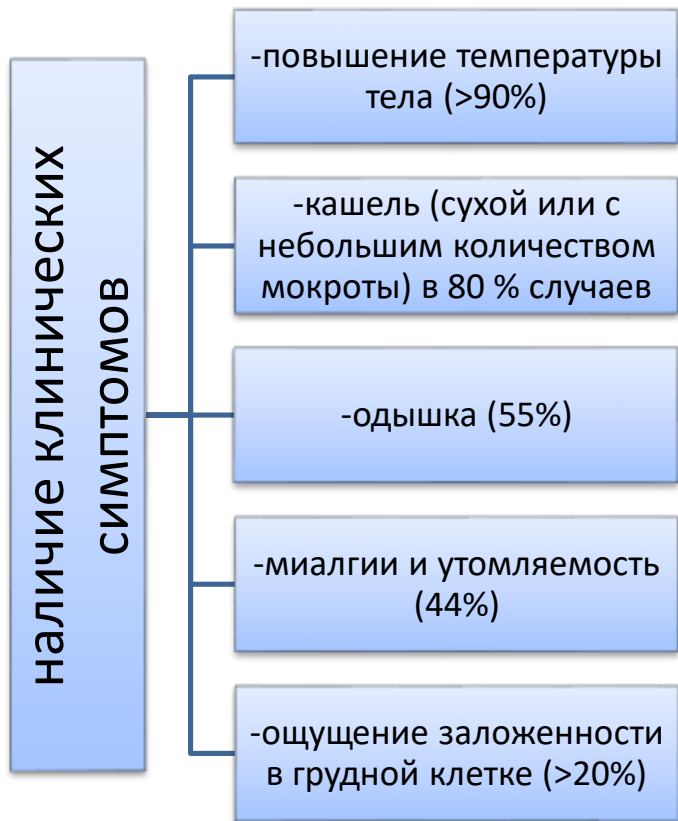 наличие клинических
симптомов
-повышение температуры
тела (>90%)
-кашель (сухой или с
небольшим количеством
мокроты) в 80 % случаев
-одышка (55%)
-миалгии и утомляемость
(44%)
-ощущение заложенности
в грудной клетке (>20%)